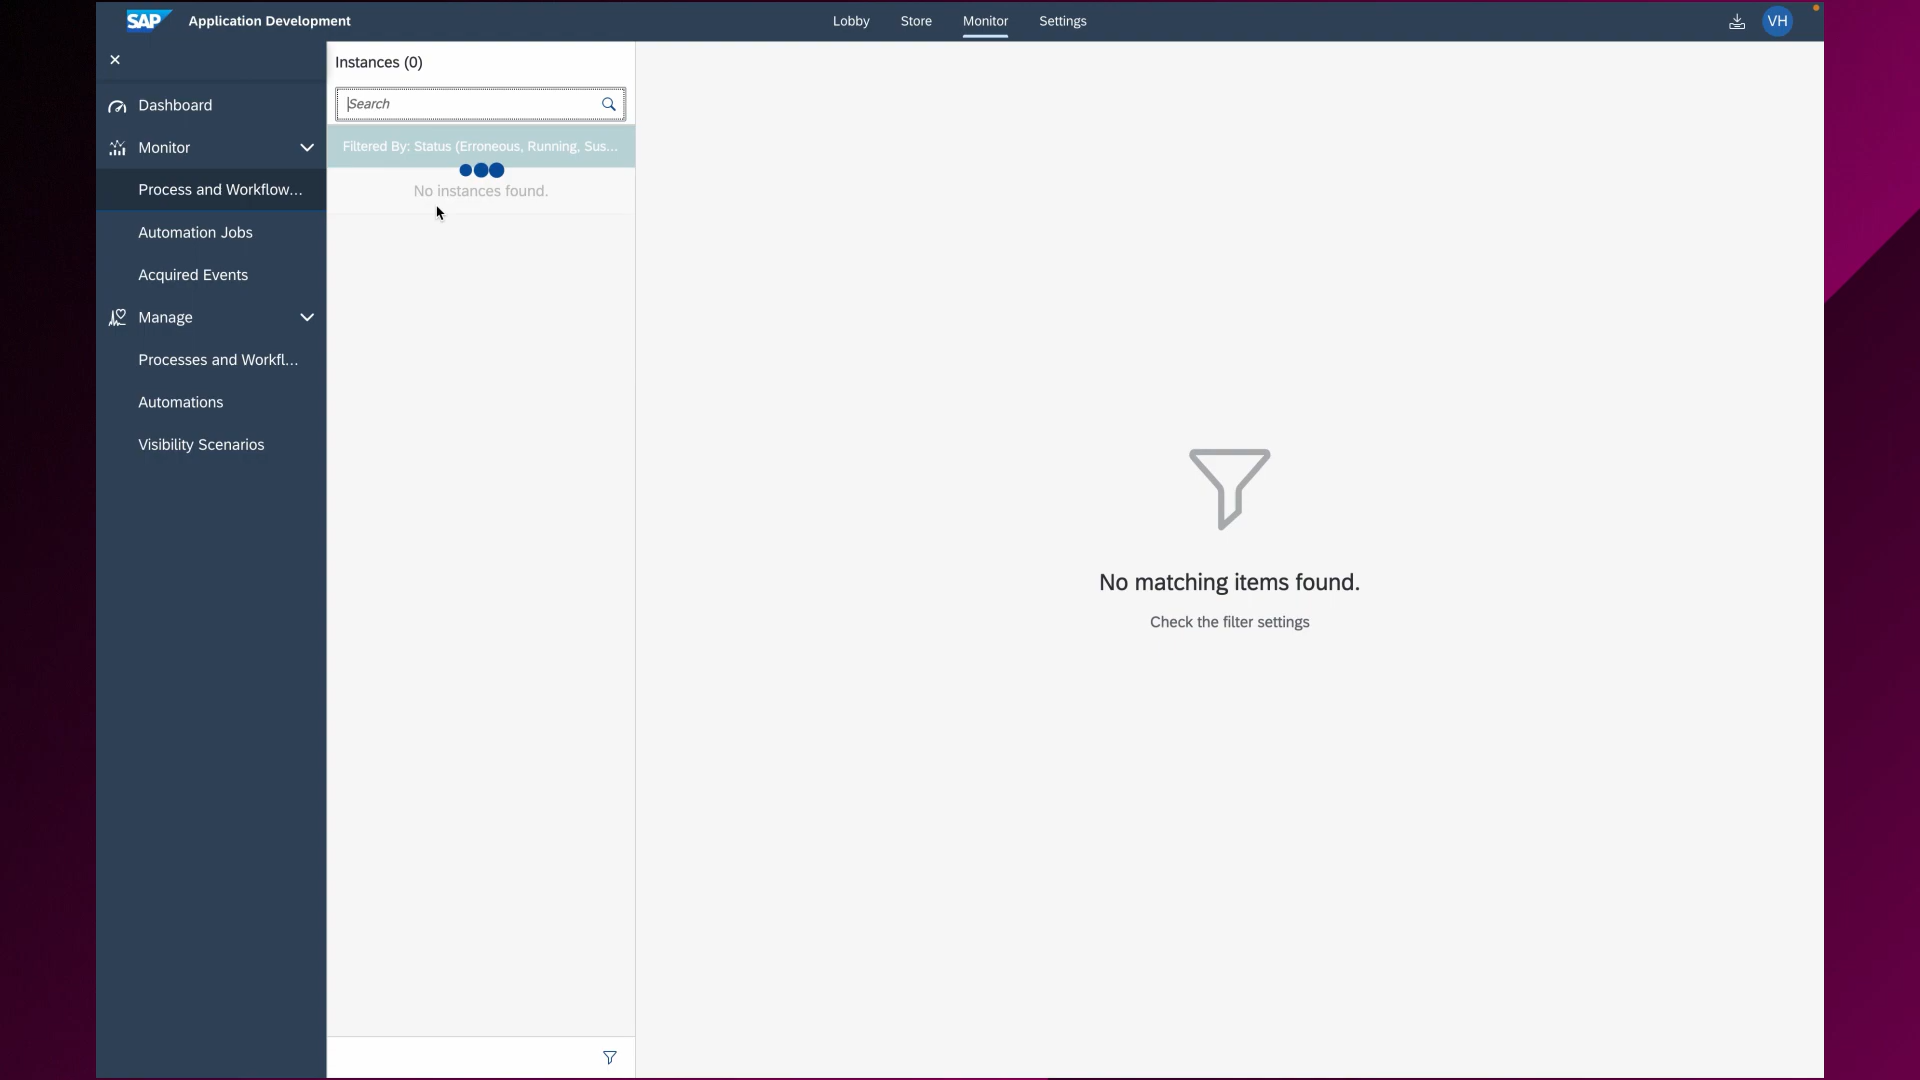 SAP Application Development
Lobby
Store
Monitor
Settings
VH
Dashboard
Monitor
Process and Workflow...
Automation Jobs
Acquired Events
Manage
Processes and Workfl...
Automations
Visibility Scenarios
Instances (0)
Search
Filtered By: Status (Erroneous, Running, Sus...
No instances found.
No matching items found.
Check the filter settings